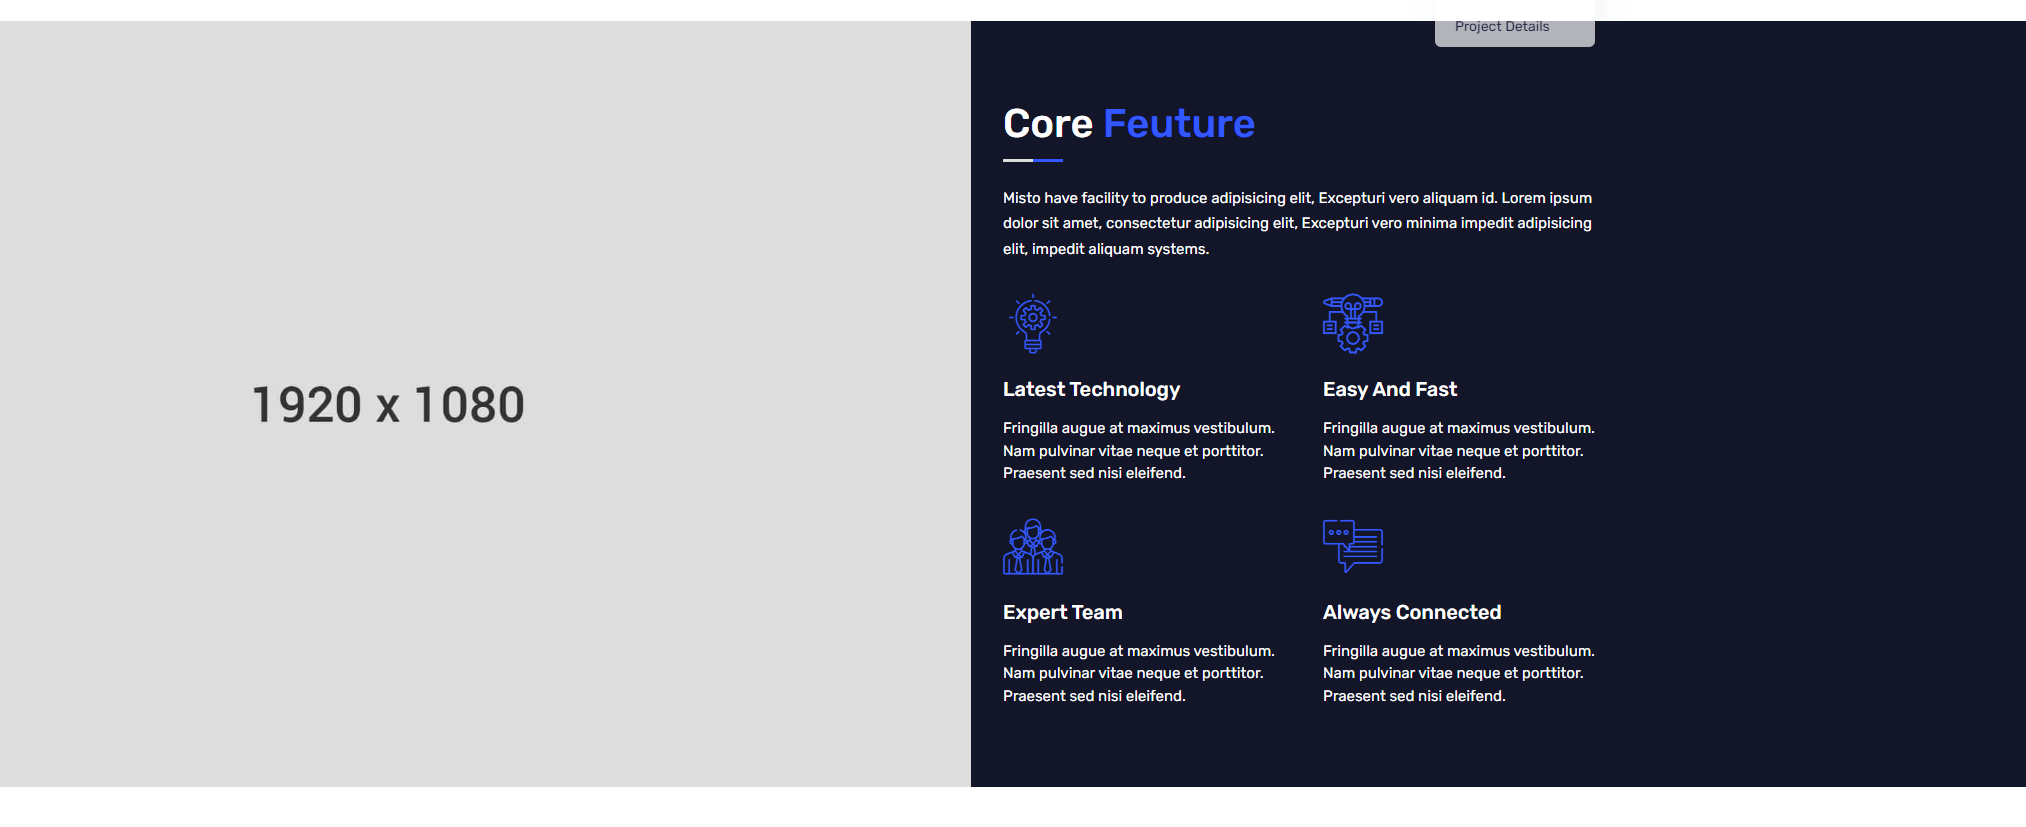 Project Details
1920 x 1080
Core Feuture
Misto have facility to produce adipisicing elit, Excepturi vero aliquam id. Lorem ipsum
dolor sit amet, consectetur adipisicing elit, Excepturi vero minima impedit adipisicing
elit, impedit aliquam systems.
Latest Technology
Fringilla augue at maximus vestibulum.
Nam pulvinar vitae neque et porttitor.
Praesent sed nisi eleifend.
Easy And Fast
Fringilla augue at maximus vestibulum.
Nam pulvinar vitae neque et porttitor.
Praesent sed nisi eleifend.
Expert Team
Fringilla augue at maximus vestibulum.
Nam pulvinar vitae neque et porttitor.
Praesent sed nisi eleifend.
Always Connected
Fringilla augue at maximus vestibulum.
Nam pulvinar vitae neque et porttitor.
Praesent sed nisi eleifend.